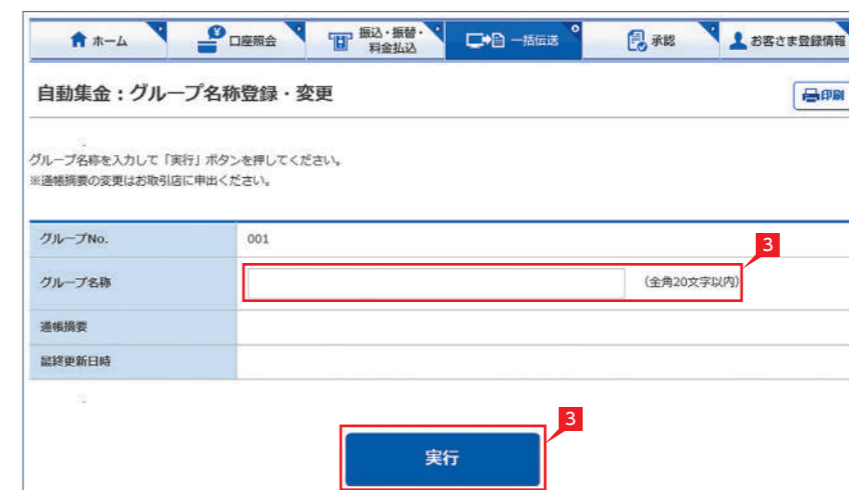 ホーム
口座照会
振込・振替・
料金払込
一括伝送
承認
お客さま登録情報
自動集金：グループ名称登録・変更
印刷
グループ名称を入力して「実行」ボタンを押してください。
※通帳摘要の変更はお取引店に申出ください。
グループNo.
001
3
グループ名称
（全角20文字以内）
通帳摘要
最終更新日時
3
実行